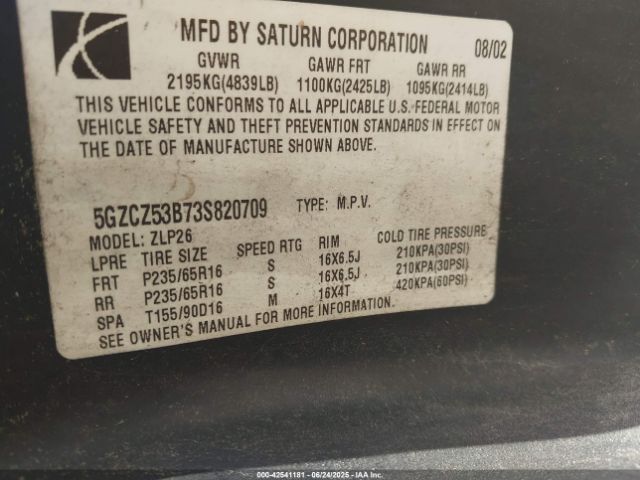 MFD BY SATURN CORPORATION 08/02
GVWR GAWR FRT GAWR RR
2195KG(4839LB) 1100KG(2425LB) 1095KG(2414LB)
THIS VEHICLE CONFORMS TO ALL APPLICABLE U.S. FEDERAL MOTOR
VEHICLE SAFETY AND THEFT PREVENTION STANDARDS IN EFFECT ON
THE DATE OF MANUFACTURE SHOWN ABOVE.
5GZCZ53B73S820709 TYPE: M.P.V.
MODEL: ZLP26
LPRE TIRE SIZE SPEED RTG RIM COLD TIRE PRESSURE
FRT P235/65R16 S 16X6.5J 210KPA(30PSI)
RR P235/65R16 S 16X6.5J 210KPA(30PSI)
SPA T155/90D16 M 16X4T 420KPA(60PSI)
SEE OWNER'S MANUAL FOR MORE INFORMATION.
© - 42541181 - 06/24/2025 - IAA, Inc.